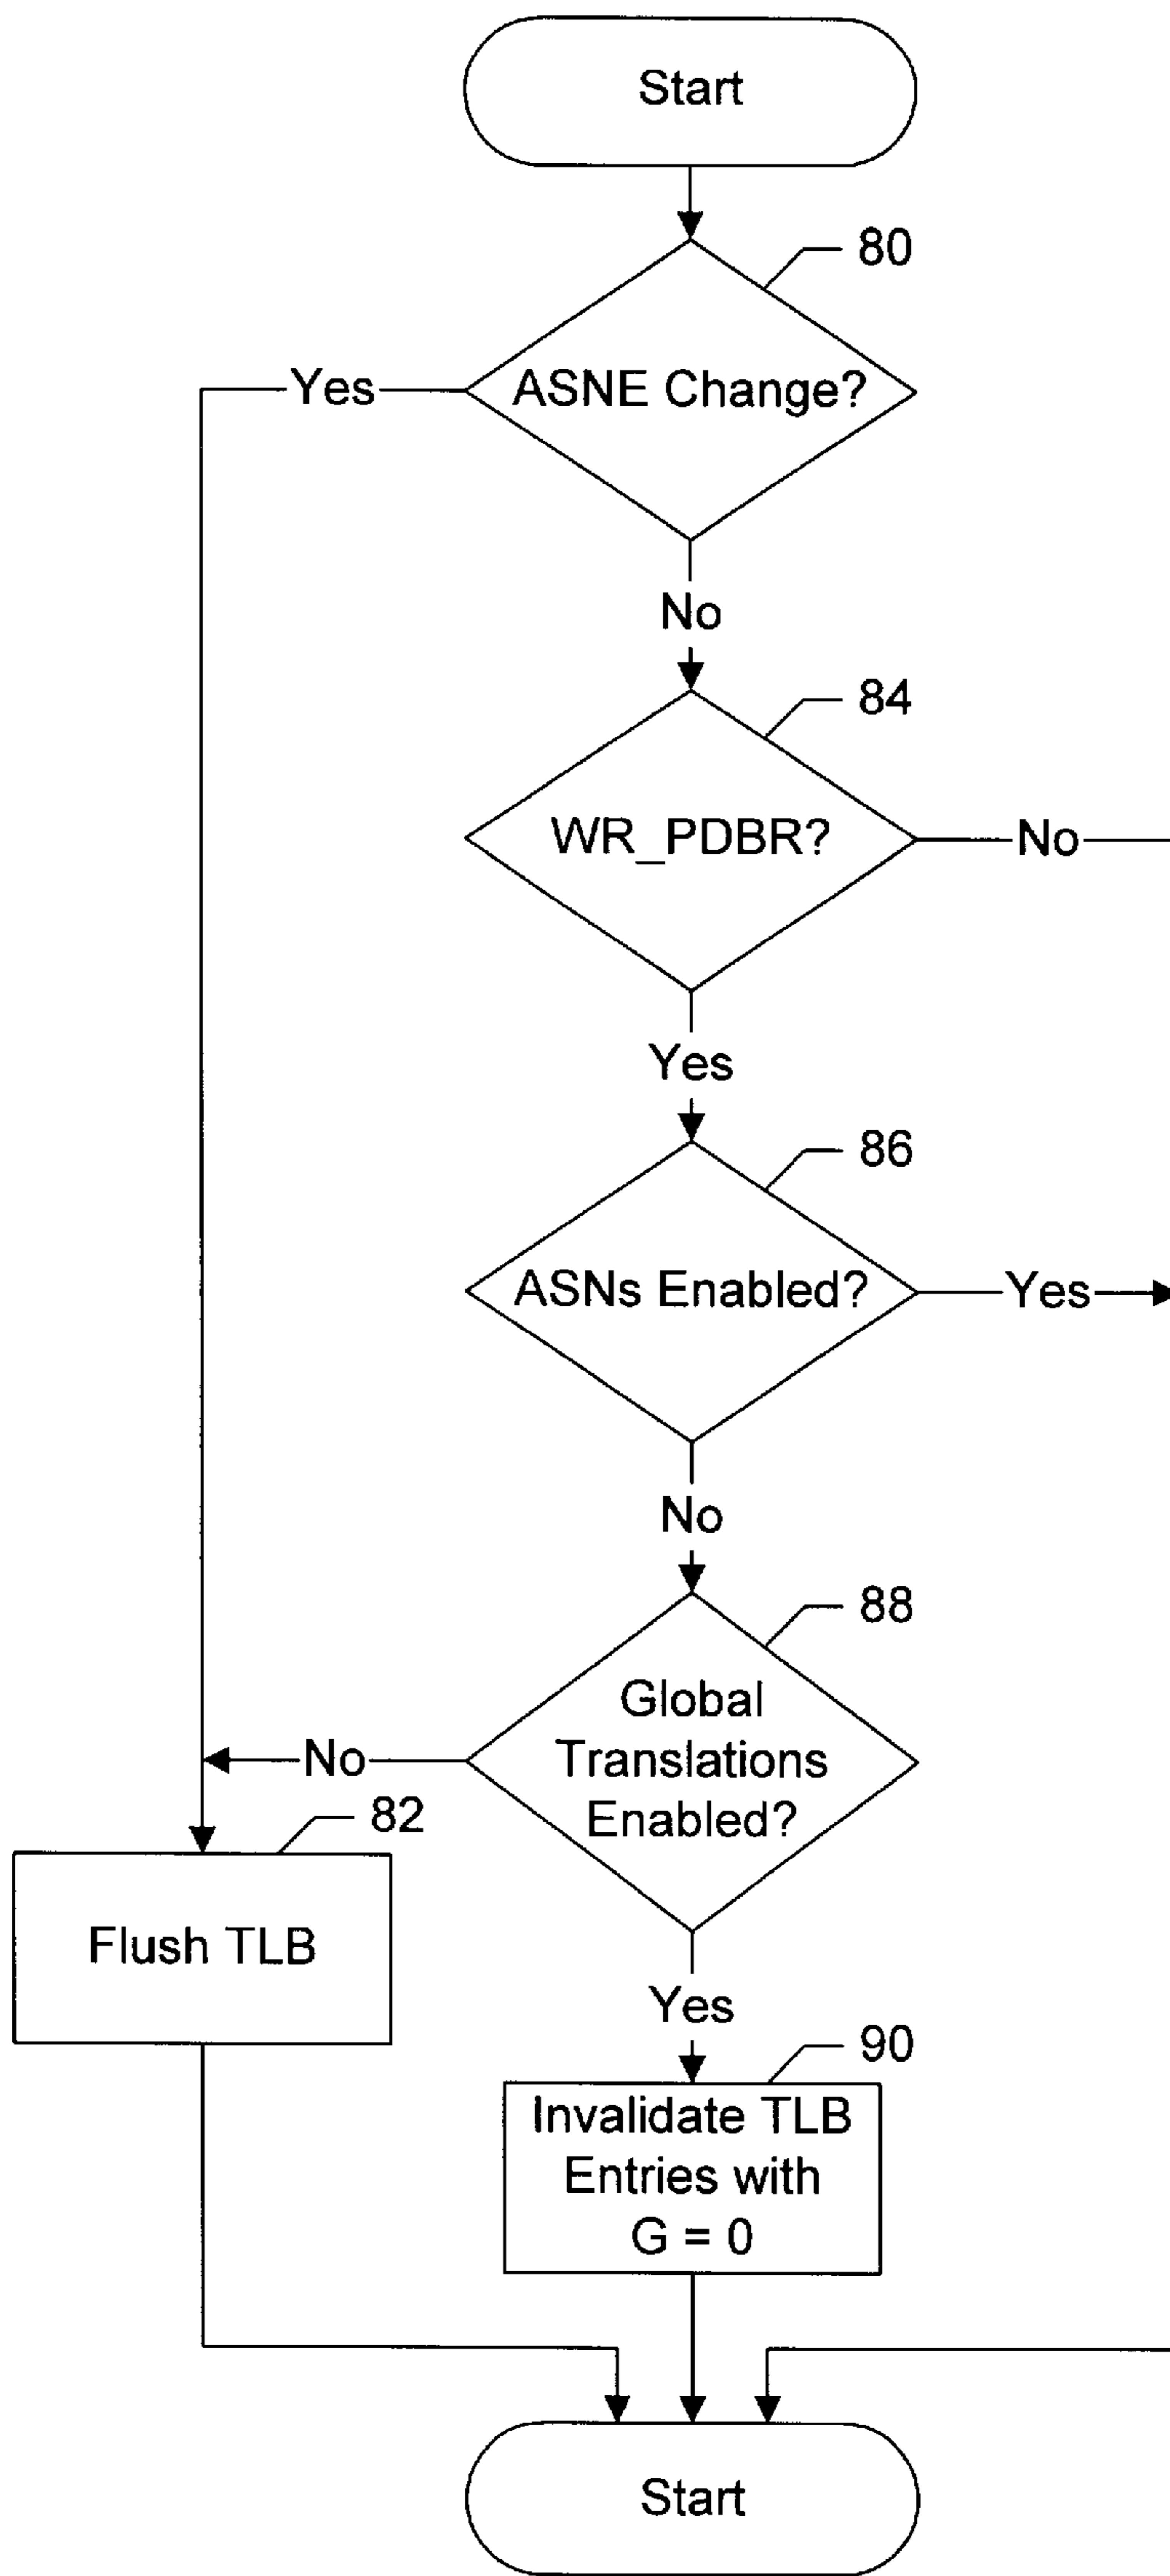 Start
80
ASNE Change?
Yes
No
84
WR_PDBR?
No
Yes
86
ASNs Enabled?
Yes
No
88
Global
Translations
Enabled?
No
82
Flush TLB
Yes
90
Invalidate TLB
Entries with
G = 0
Start